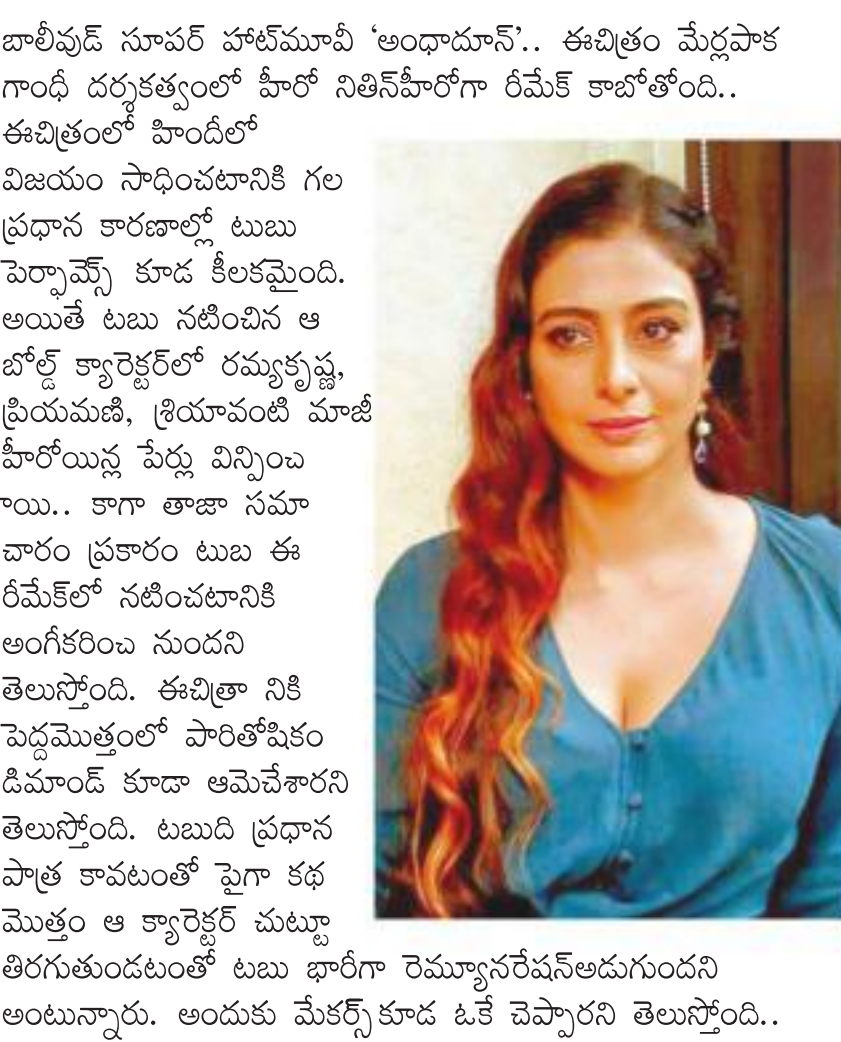 బాలీవుడ్ సూపర్ హాట్‌మూవీ ‘అంధాదూన్’.. ఈచిత్రం మేర్లపాక
గాంధీ దర్శకత్వంలో హీరో నితిన్‌హీరోగా రీమేక్ కాబోతోంది..
ఈచిత్రంలో హిందీలో
విజయం సాధించటానికి గల
ప్రధాన కారణాల్లో టుబు
పెర్ఫామెన్స్ కూడ కీలకమైంది.
అయితే టబు నటించిన ఆ
బోల్డ్ క్యారెక్టర్‌లో రమ్యకృష్ణ,
ప్రియమణి, శ్రియావంటి మాజీ
హీరోయిన్ల పేర్లు విన్పించ
ాయి.. కాగా తాజా సమా
చారం ప్రకారం టుబ ఈ
రీమేక్‌లో నటించటానికి
అంగీకరించ నుందని
తెలుస్తోంది. ఈచిత్రా నికి
పెద్దమొత్తంలో పారితోషికం
డిమాండ్ కూడా ఆమెచేశారని
తెలుస్తోంది. టబుది ప్రధాన
పాత్ర కావటంతో పైగా కథ
మొత్తం ఆ క్యారెక్టర్ చుట్టూ
తిరగుతుండటంతో టబు భారీగా రెమ్యూనరేషన్‌అడుగుందని
అంటున్నారు. అందుకు మేకర్స్‌కూడ ఓకే చెప్పారని తెలుస్తోంది..